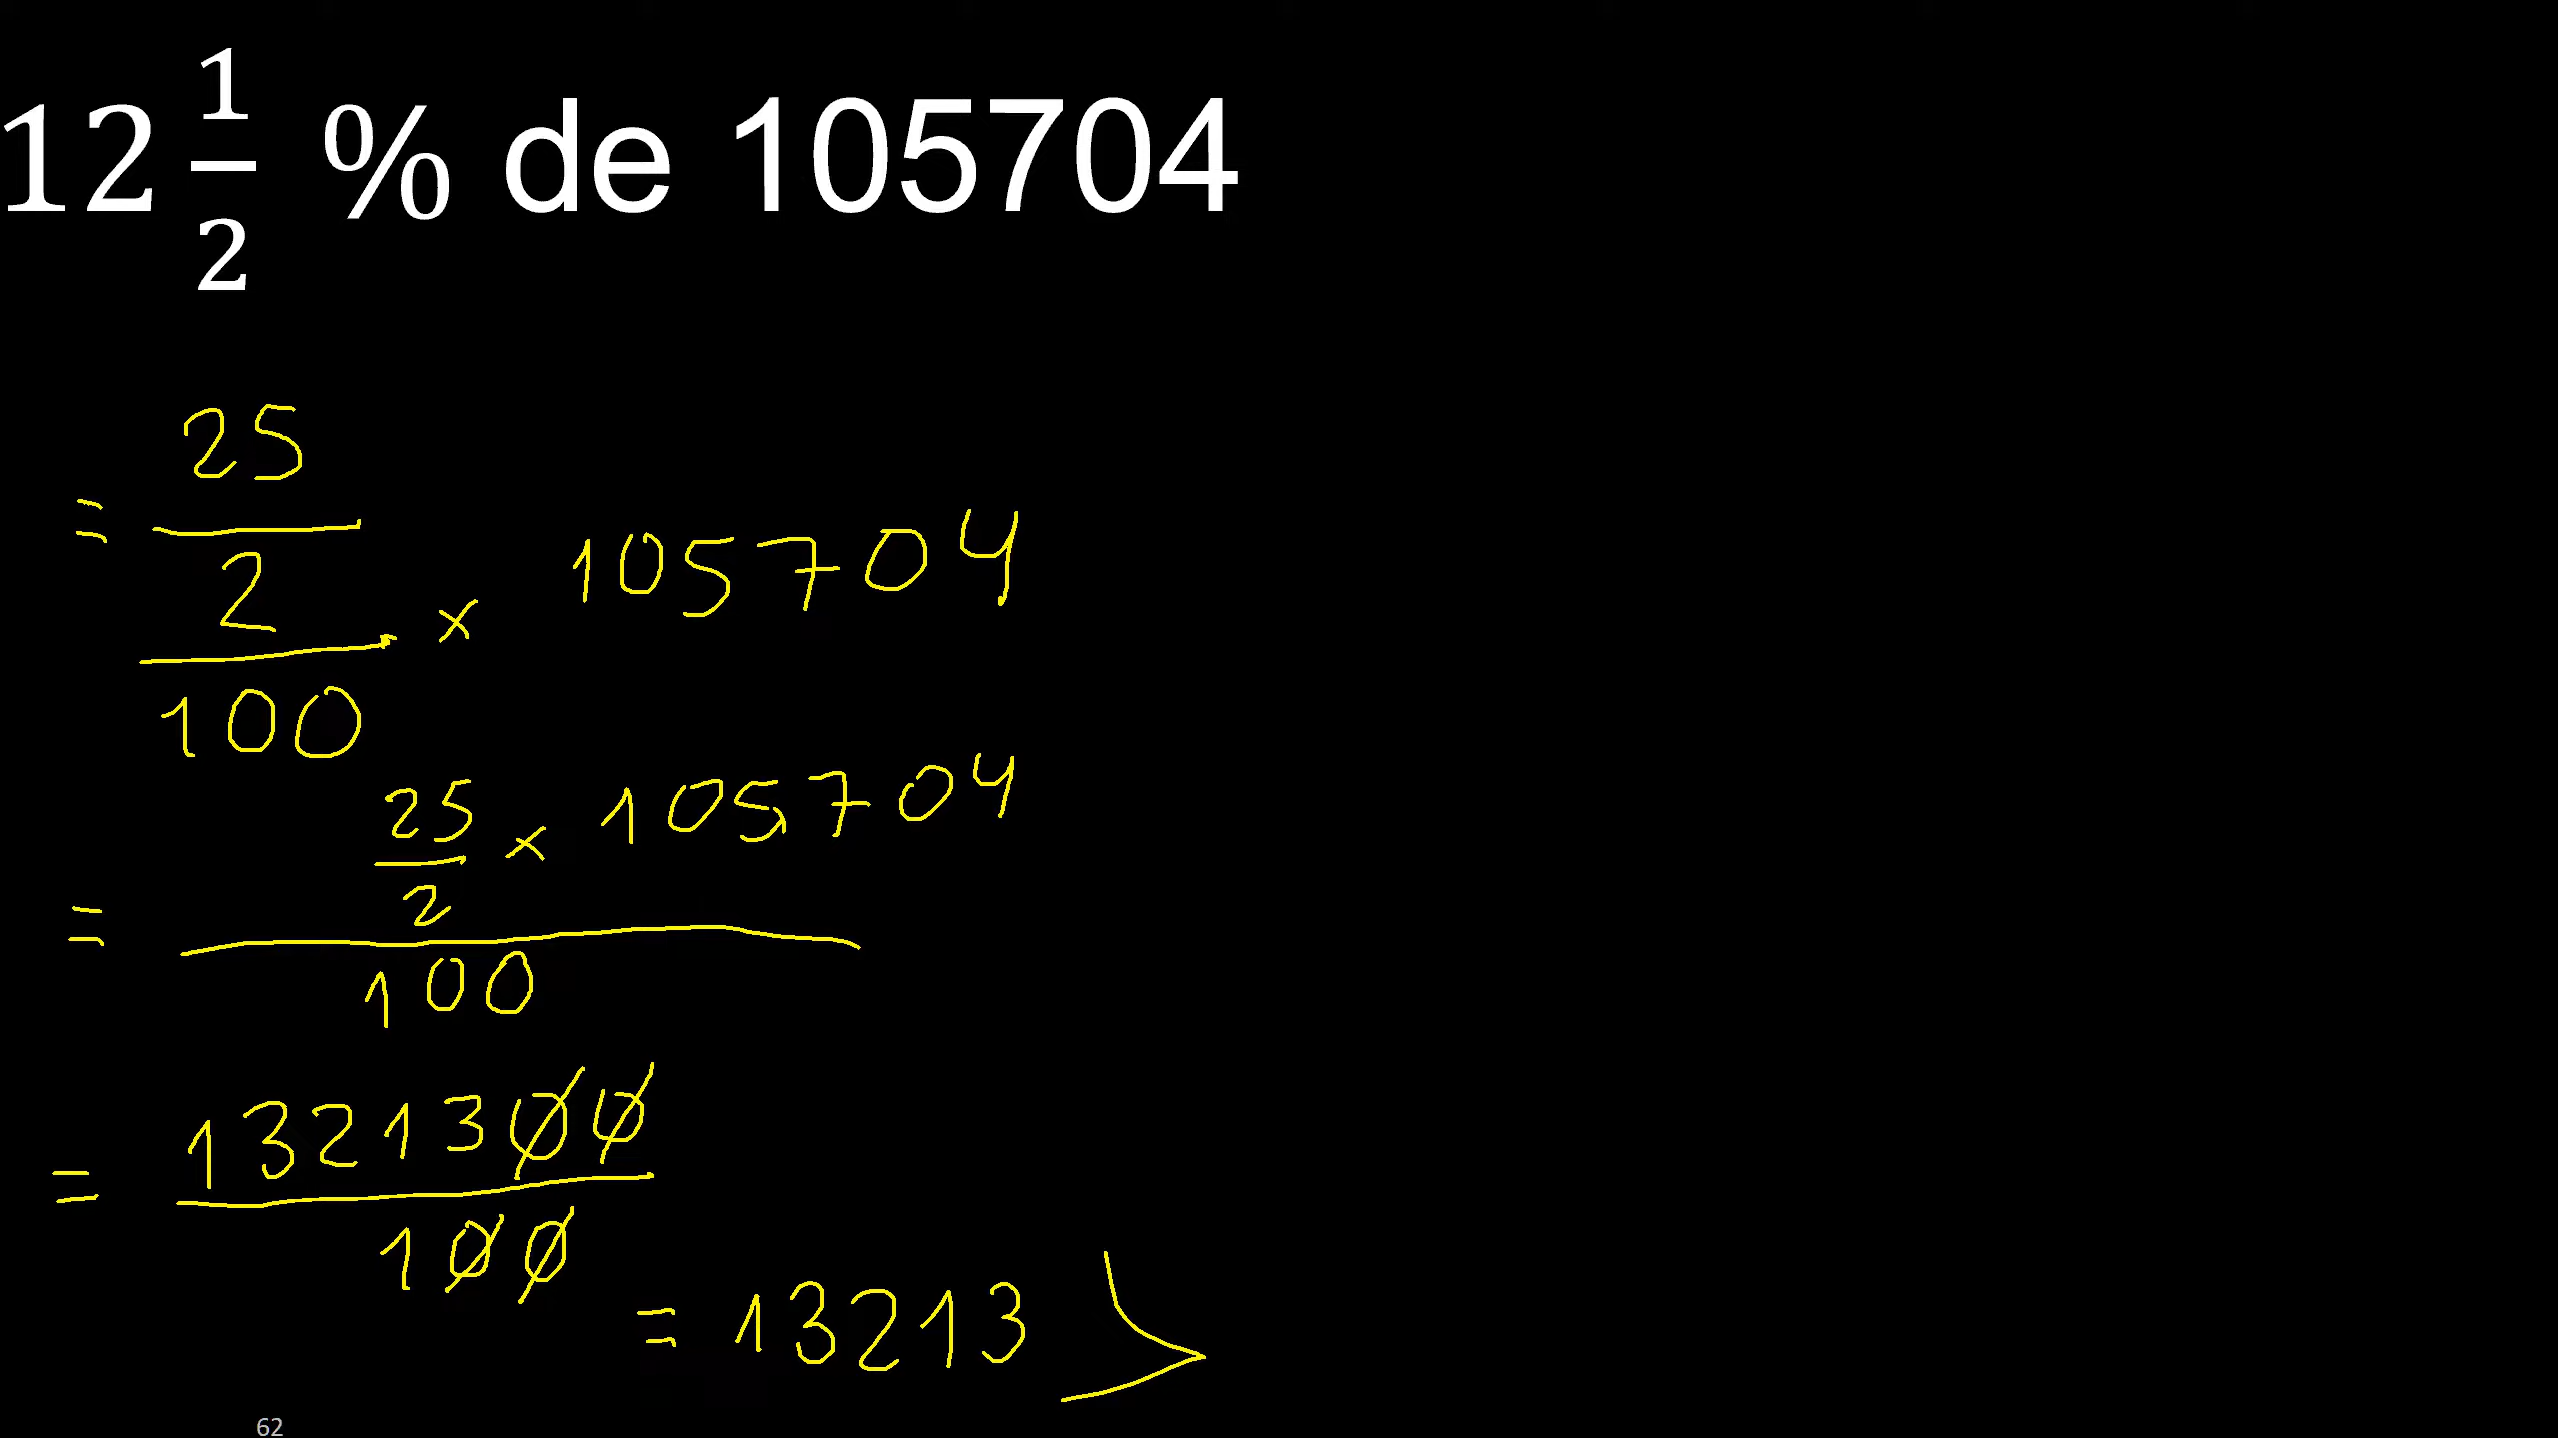 12 1/2 % de 105704
= 25/2/100 × 105704
= 25/2 × 105704 / 100
= 1321300/100
= 13213
62